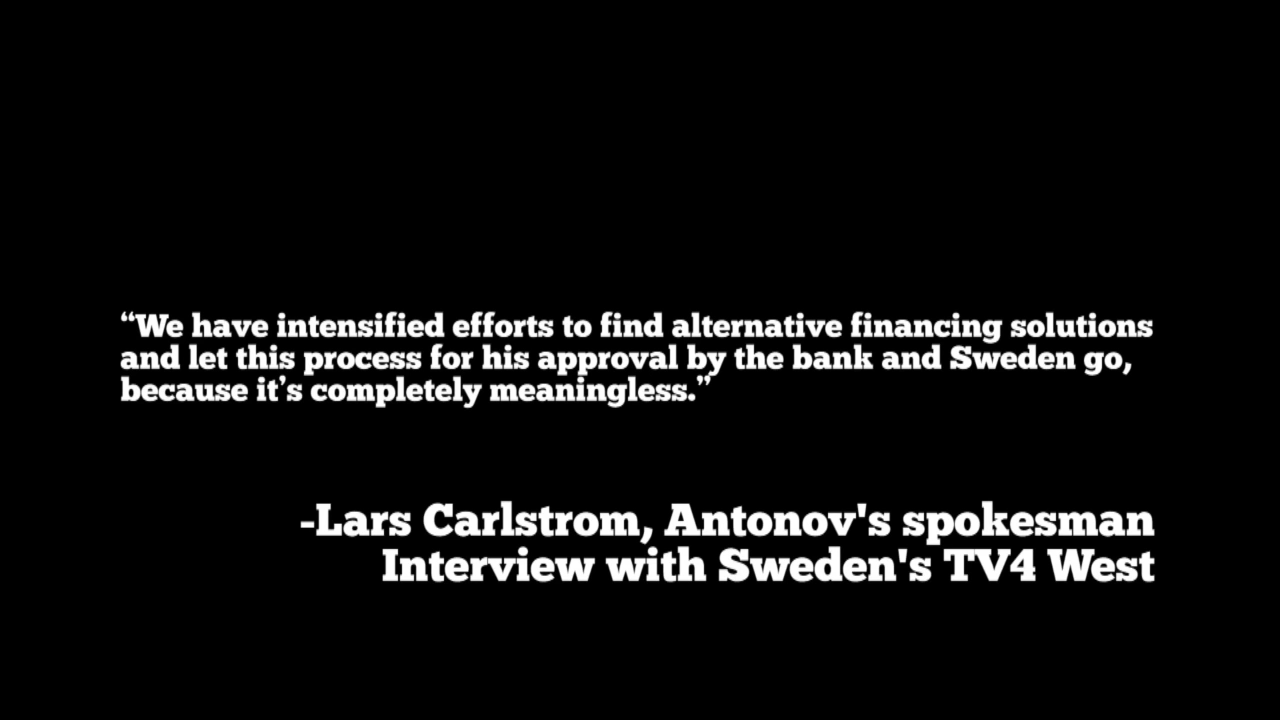 “We have intensified efforts to find alternative financing solutions
and let this process for his approval by the bank and Sweden go,
because it’s completely meaningless.”
-Lars Carlstrom, Antonov's spokesman
Interview with Sweden's TV4 West